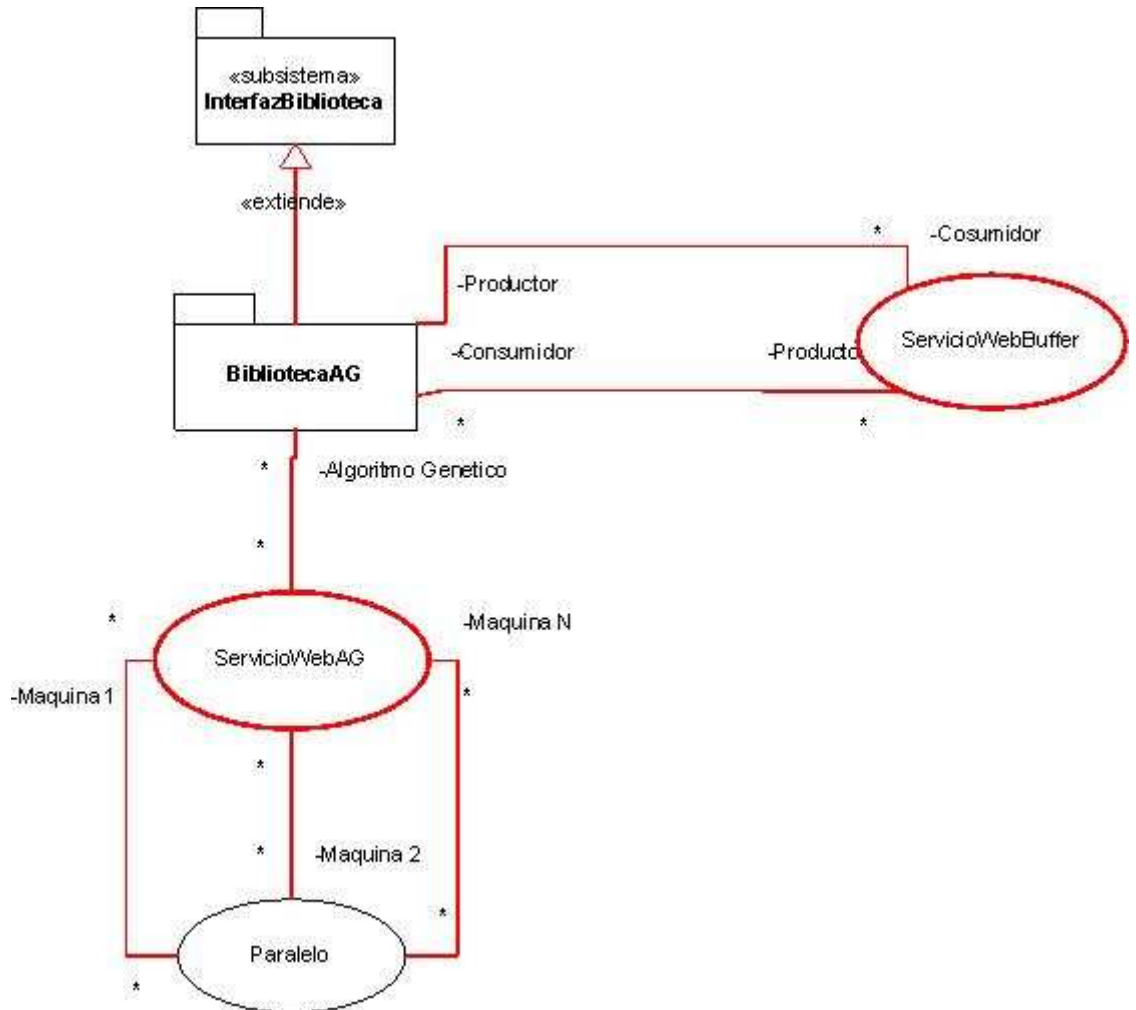 «subsistema»
InterfazBiblioteca
«extiende»
*
-Cosumidor
-Productor
ServicioWebBuffer
-Consumidor
-Producto
BibliotecaAG
*
*
*
-Algoritmo Genetico
*
*
-Maquina N
ServicioWebAG
-Maquina 1
*
*
*
-Maquina 2
*
Paralelo
*